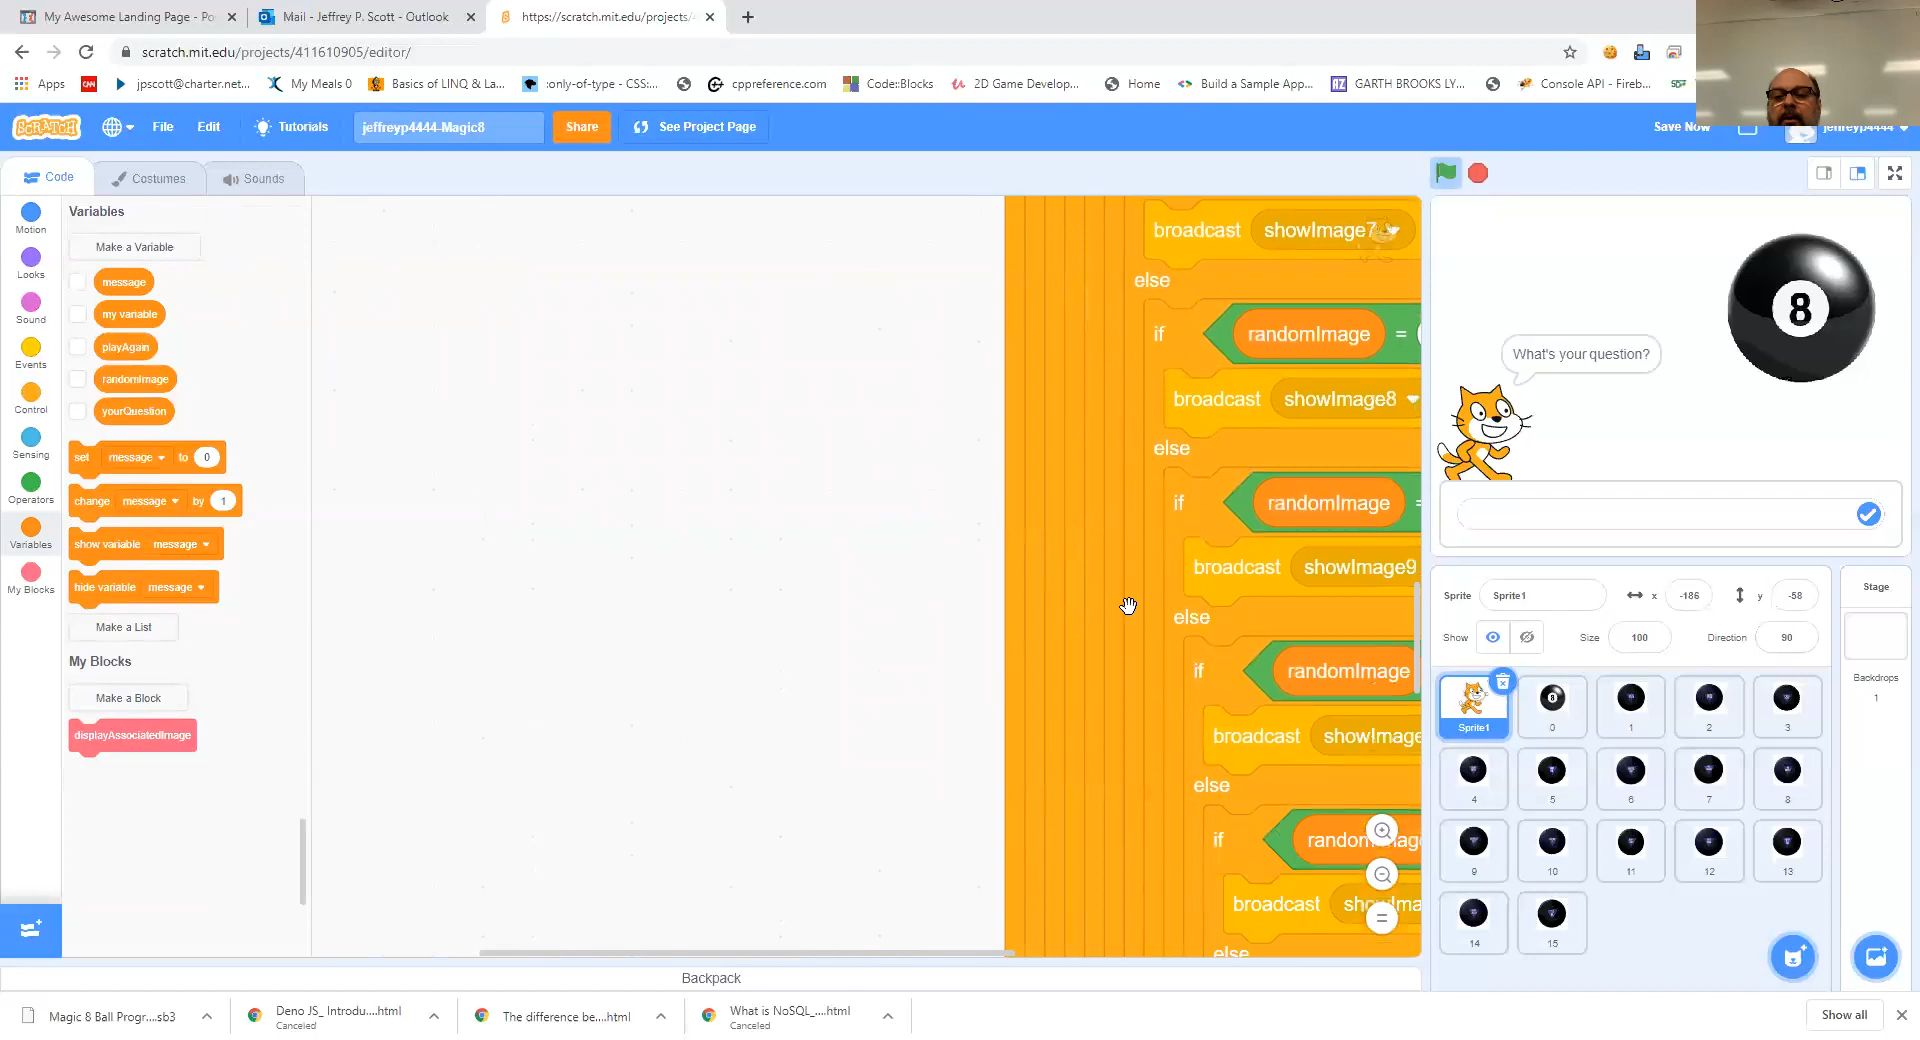 My Awesome Landing Page - Po
Mail - Jeffrey P. Scott - Outlook
https://scratch.mit.edu/projects/
scratch.mit.edu/projects/411610905/editor/
Apps
CNN
jpscott@charter.net...
My Meals 0
Basics of LINQ & La...
:only-of-type - CSS:...
cppreference.com
Code::Blocks
2D Game Develop...
Home
Build a Sample App...
GARTH BROOKS LY...
Console API - Fireb...
SCRATCH
File
Edit
Tutorials
jeffreyp4444-Magic8
Share
See Project Page
Save Now
jeffreyp4444
Code
Costumes
Sounds
Motion
Looks
Sound
Events
Control
Sensing
Operators
Variables
My Blocks
Variables
Make a Variable
message
my variable
playAgain
randomImage
yourQuestion
set message to 0
change message by 1
show variable message
hide variable message
Make a List
My Blocks
Make a Block
displayAssociatedImage
broadcast showImage7
else
if randomImage =
broadcast showImage8
else
if randomImage =
broadcast showImage9
else
if randomImage
broadcast showImage
else
if
broadcast
else
8
What's your question?
Sprite Sprite1 x -186 y -58
Show Size 100 Direction 90
Sprite1
0
1
2
3
4
5
6
7
8
9
10
11
12
13
14
15
Stage
Backdrops
1
Backpack
Magic 8 Ball Progr....sb3
Deno JS_ Introdu....html
Canceled
The difference be....html
What is NoSQL_....html
Canceled
Show all